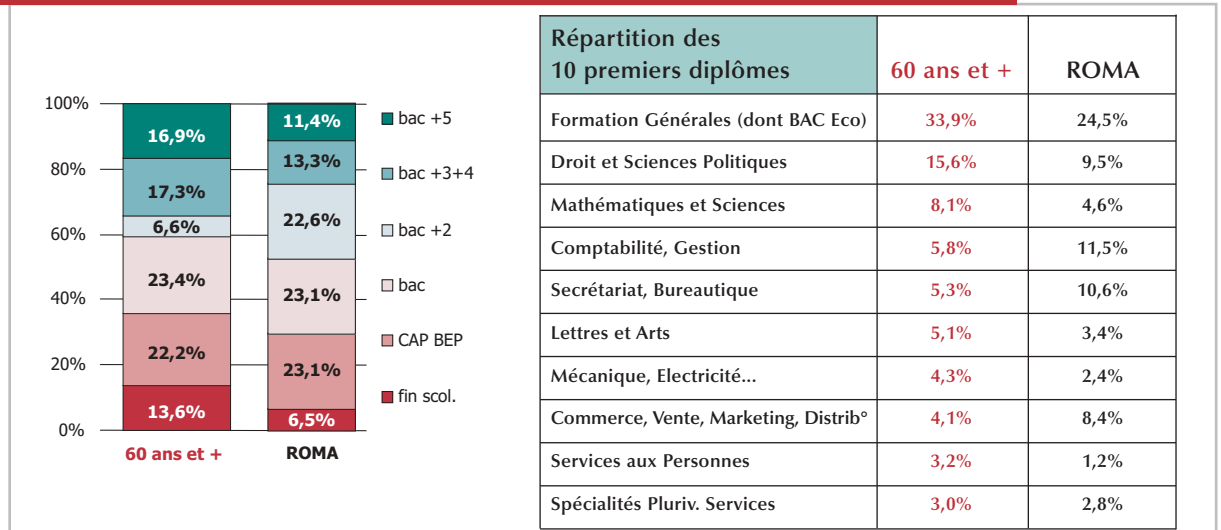 100%
80%
60%
40%
20%
0%
16,9%
17,3%
6,6%
23,4%
22,2%
13,6%
60 ans et +
11,4%
13,3%
22,6%
23,1%
23,1%
6,5%
ROMA
bac +5
bac +3+4
bac +2
bac
CAP BEP
fin scol.
Répartition des
10 premiers diplômes 60 ans et + ROMA
Formation Générales (dont BAC Eco) 33,9% 24,5%
Droit et Sciences Politiques 15,6% 9,5%
Mathématiques et Sciences 8,1% 4,6%
Comptabilité, Gestion 5,8% 11,5%
Secrétariat, Bureautique 5,3% 10,6%
Lettres et Arts 5,1% 3,4%
Mécanique, Electricité... 4,3% 2,4%
Commerce, Vente, Marketing, Distrib° 4,1% 8,4%
Services aux Personnes 3,2% 1,2%
Spécialités Pluriv. Services 3,0% 2,8%